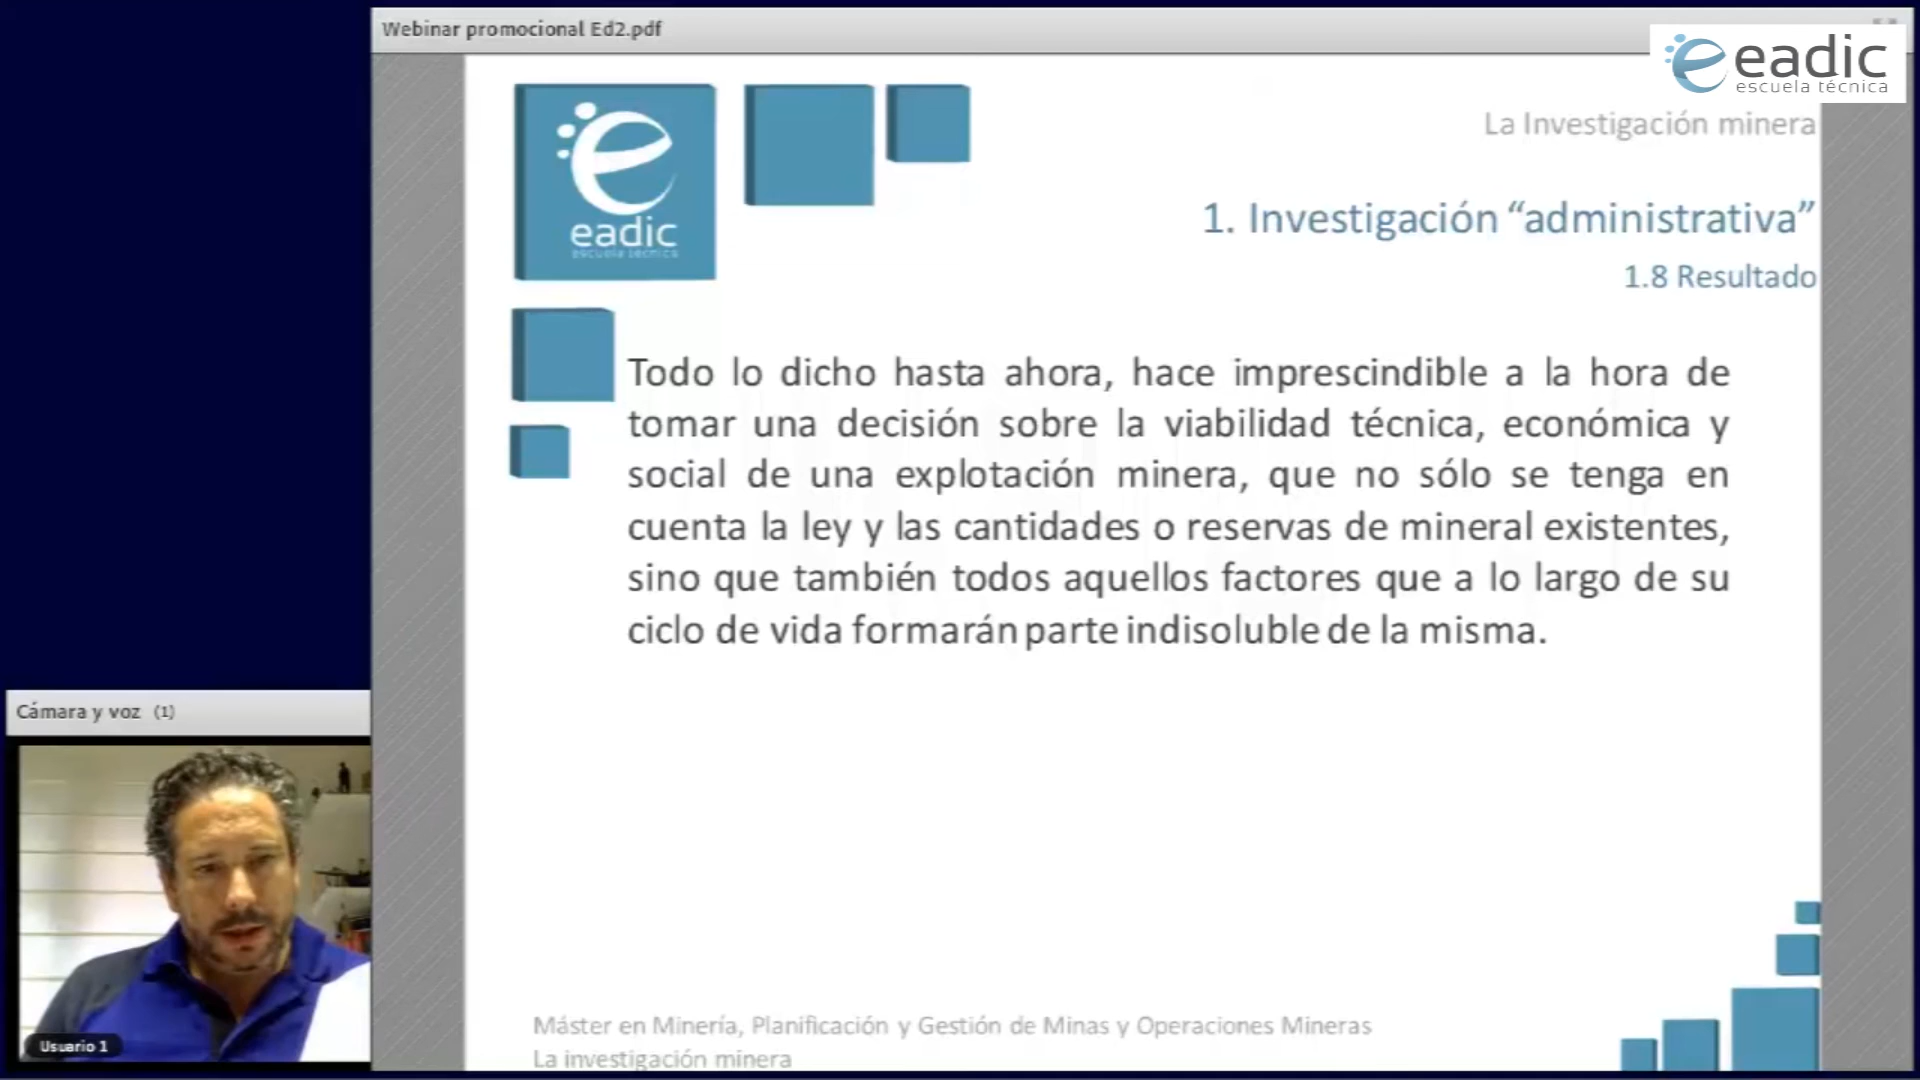 Webinar promocional Ed2.pdf
eadic
escuela técnica
eadic
escuela técnica
La Investigación minera
1. Investigación “administrativa”
1.8 Resultado
Todo lo dicho hasta ahora, hace imprescindible a la hora de
tomar una decisión sobre la viabilidad técnica, económica y
social de una explotación minera, que no sólo se tenga en
cuenta la ley y las cantidades o reservas de mineral existentes,
sino que también todos aquellos factores que a lo largo de su
ciclo de vida formarán parte indisoluble de la misma.
Cámara y voz (1)
Usuario 1
Máster en Minería, Planificación y Gestión de Minas y Operaciones Mineras
La investigación minera